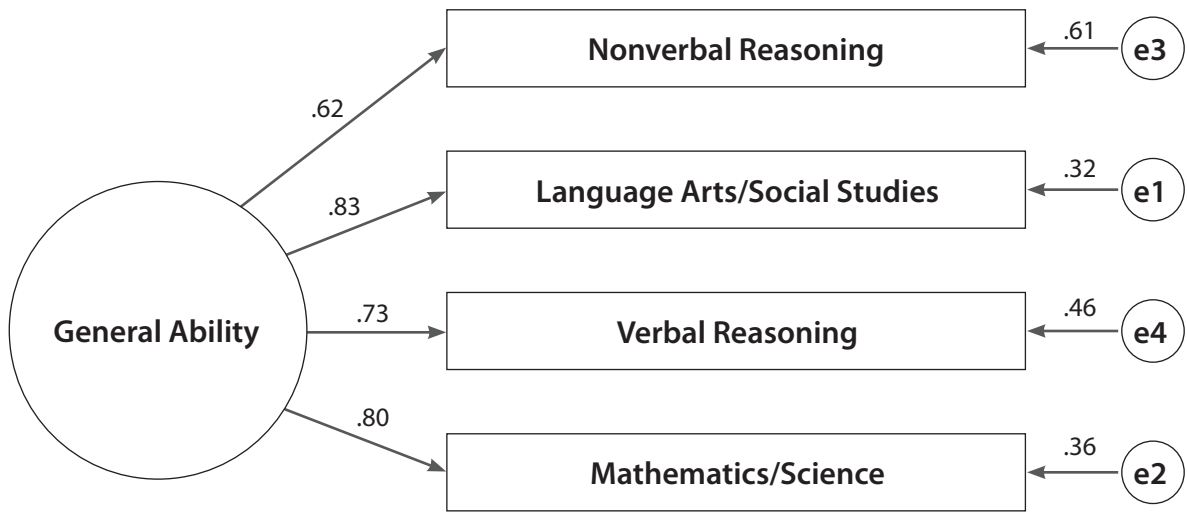 .61
Nonverbal Reasoning
e3
.62
.32
Language Arts/Social Studies
e1
.83
General Ability
.73
.46
Verbal Reasoning
e4
.80
.36
Mathematics/Science
e2